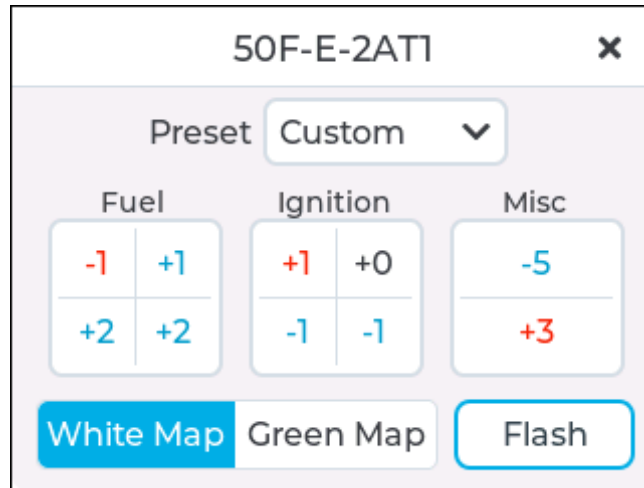 50F-E-2AT1 ×
Preset Custom
Fuel Ignition Misc
-1 +1 +1 +0 -5
+2 +2 -1 -1 +3
White Map Green Map Flash